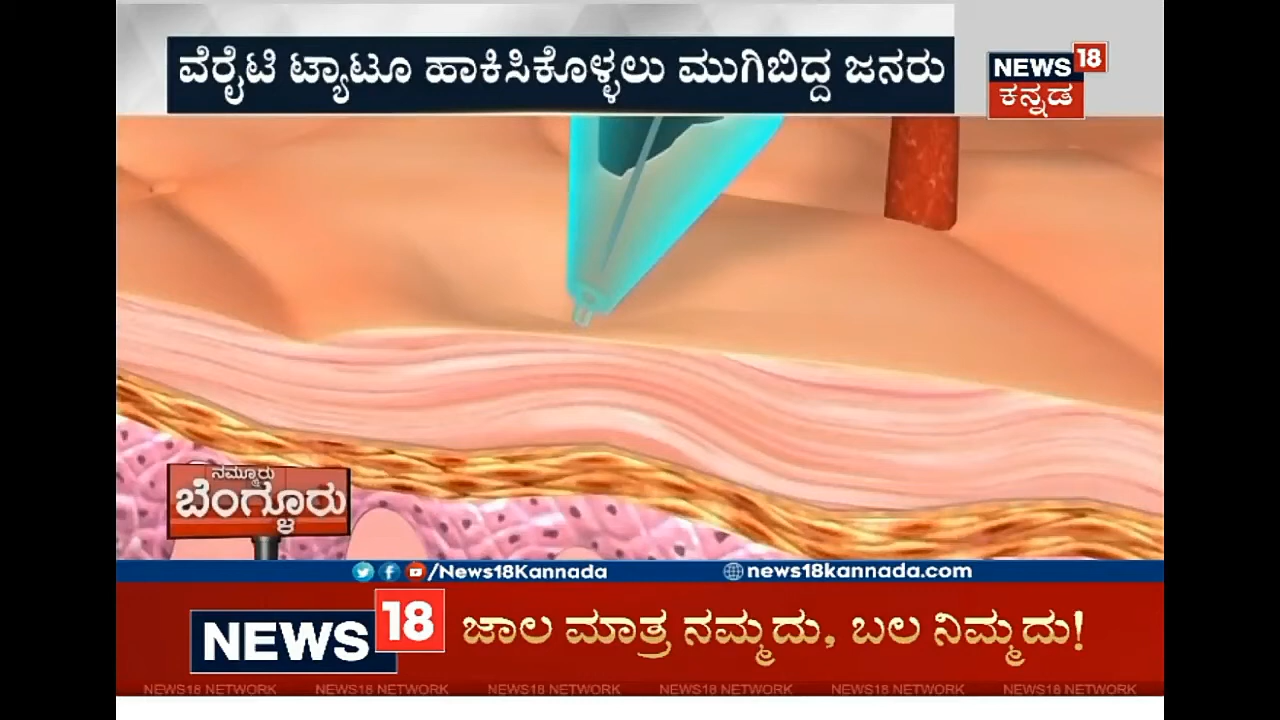 ವೆರೈಟಿ ಟ್ಯಾಟೂ ಹಾಕಿಸಿಕೊಳ್ಳಲು ಮುಗಿಬಿದ್ದ ಜನರು
NEWS 18
ಕನ್ನಡ
ನಮ್ಮೂರು
ಬೆಂಗ್ಳೂರು
/News18Kannada
news18kannada.com
NEWS 18
ಜಾಲ ಮಾತ್ರ ನಮ್ಮದು, ಬಲ ನಿಮ್ಮದು!
NEWS18 NETWORK NEWS18 NETWORK NEWS18 NETWORK NEWS18 NETWORK NEWS18 NETWORK NEWS18 NETWORK